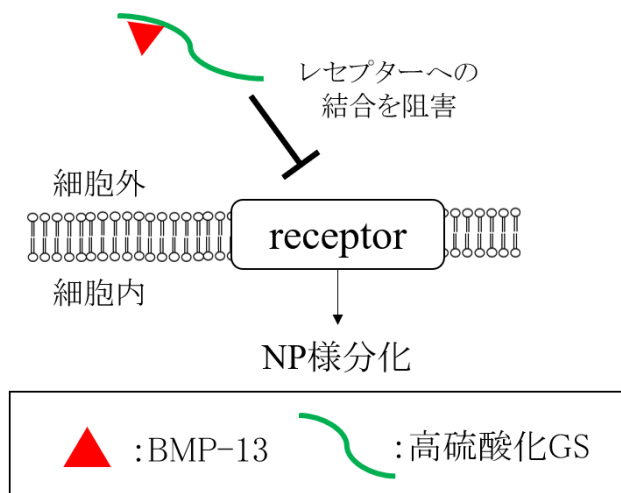 レセプターへの
結合を阻害
細胞外
receptor
細胞内
NP様分化
:BMP-13
:高硫酸化GS